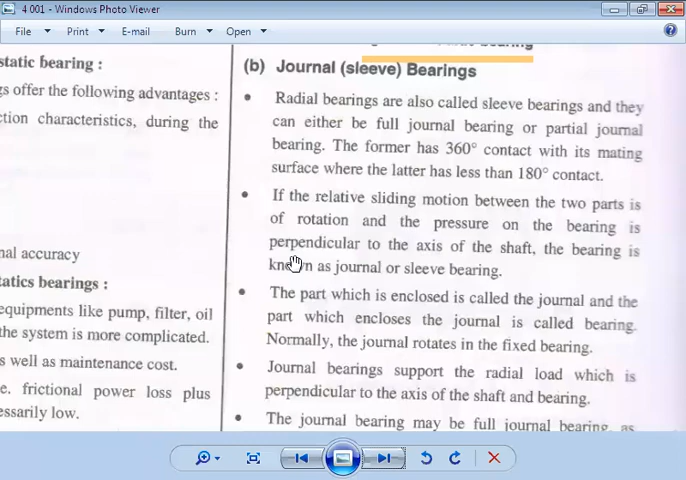 4 001 - Windows Photo Viewer
File Print E-mail Burn Open
static bearing :
gs offer the following advantages :
ction characteristics, during the
nal accuracy
tatics bearings :
equipments like pump, filter, oil
the system is more complicated.
s well as maintenance cost.
e. frictional power loss plus
essarily low.
bearing
(b) Journal (sleeve) Bearings
• Radial bearings are also called sleeve bearings and they
can either be full journal bearing or partial journal
bearing. The former has 360° contact with its mating
surface where the latter has less than 180° contact.
• If the relative sliding motion between the two parts is
of rotation and the pressure on the bearing is
perpendicular to the axis of the shaft, the bearing is
known as journal or sleeve bearing.
• The part which is enclosed is called the journal and the
part which encloses the journal is called bearing.
Normally, the journal rotates in the fixed bearing.
• Journal bearings support the radial load which is
perpendicular to the axis of the shaft and bearing.
• The journal bearing may be full journal bearing, as